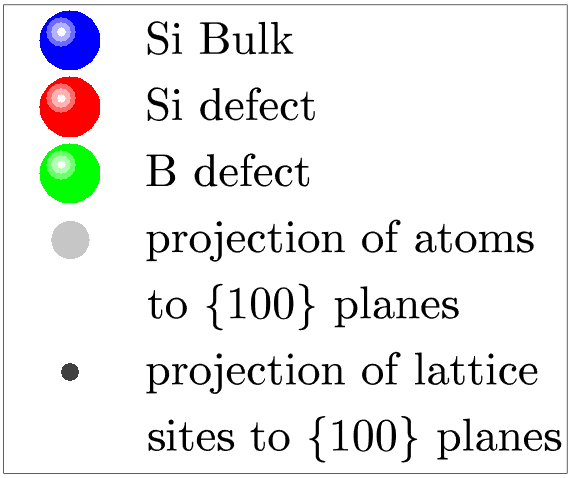 Si Bulk
Si defect
B defect
projection of atoms
to {100} planes
projection of lattice
sites to {100} planes